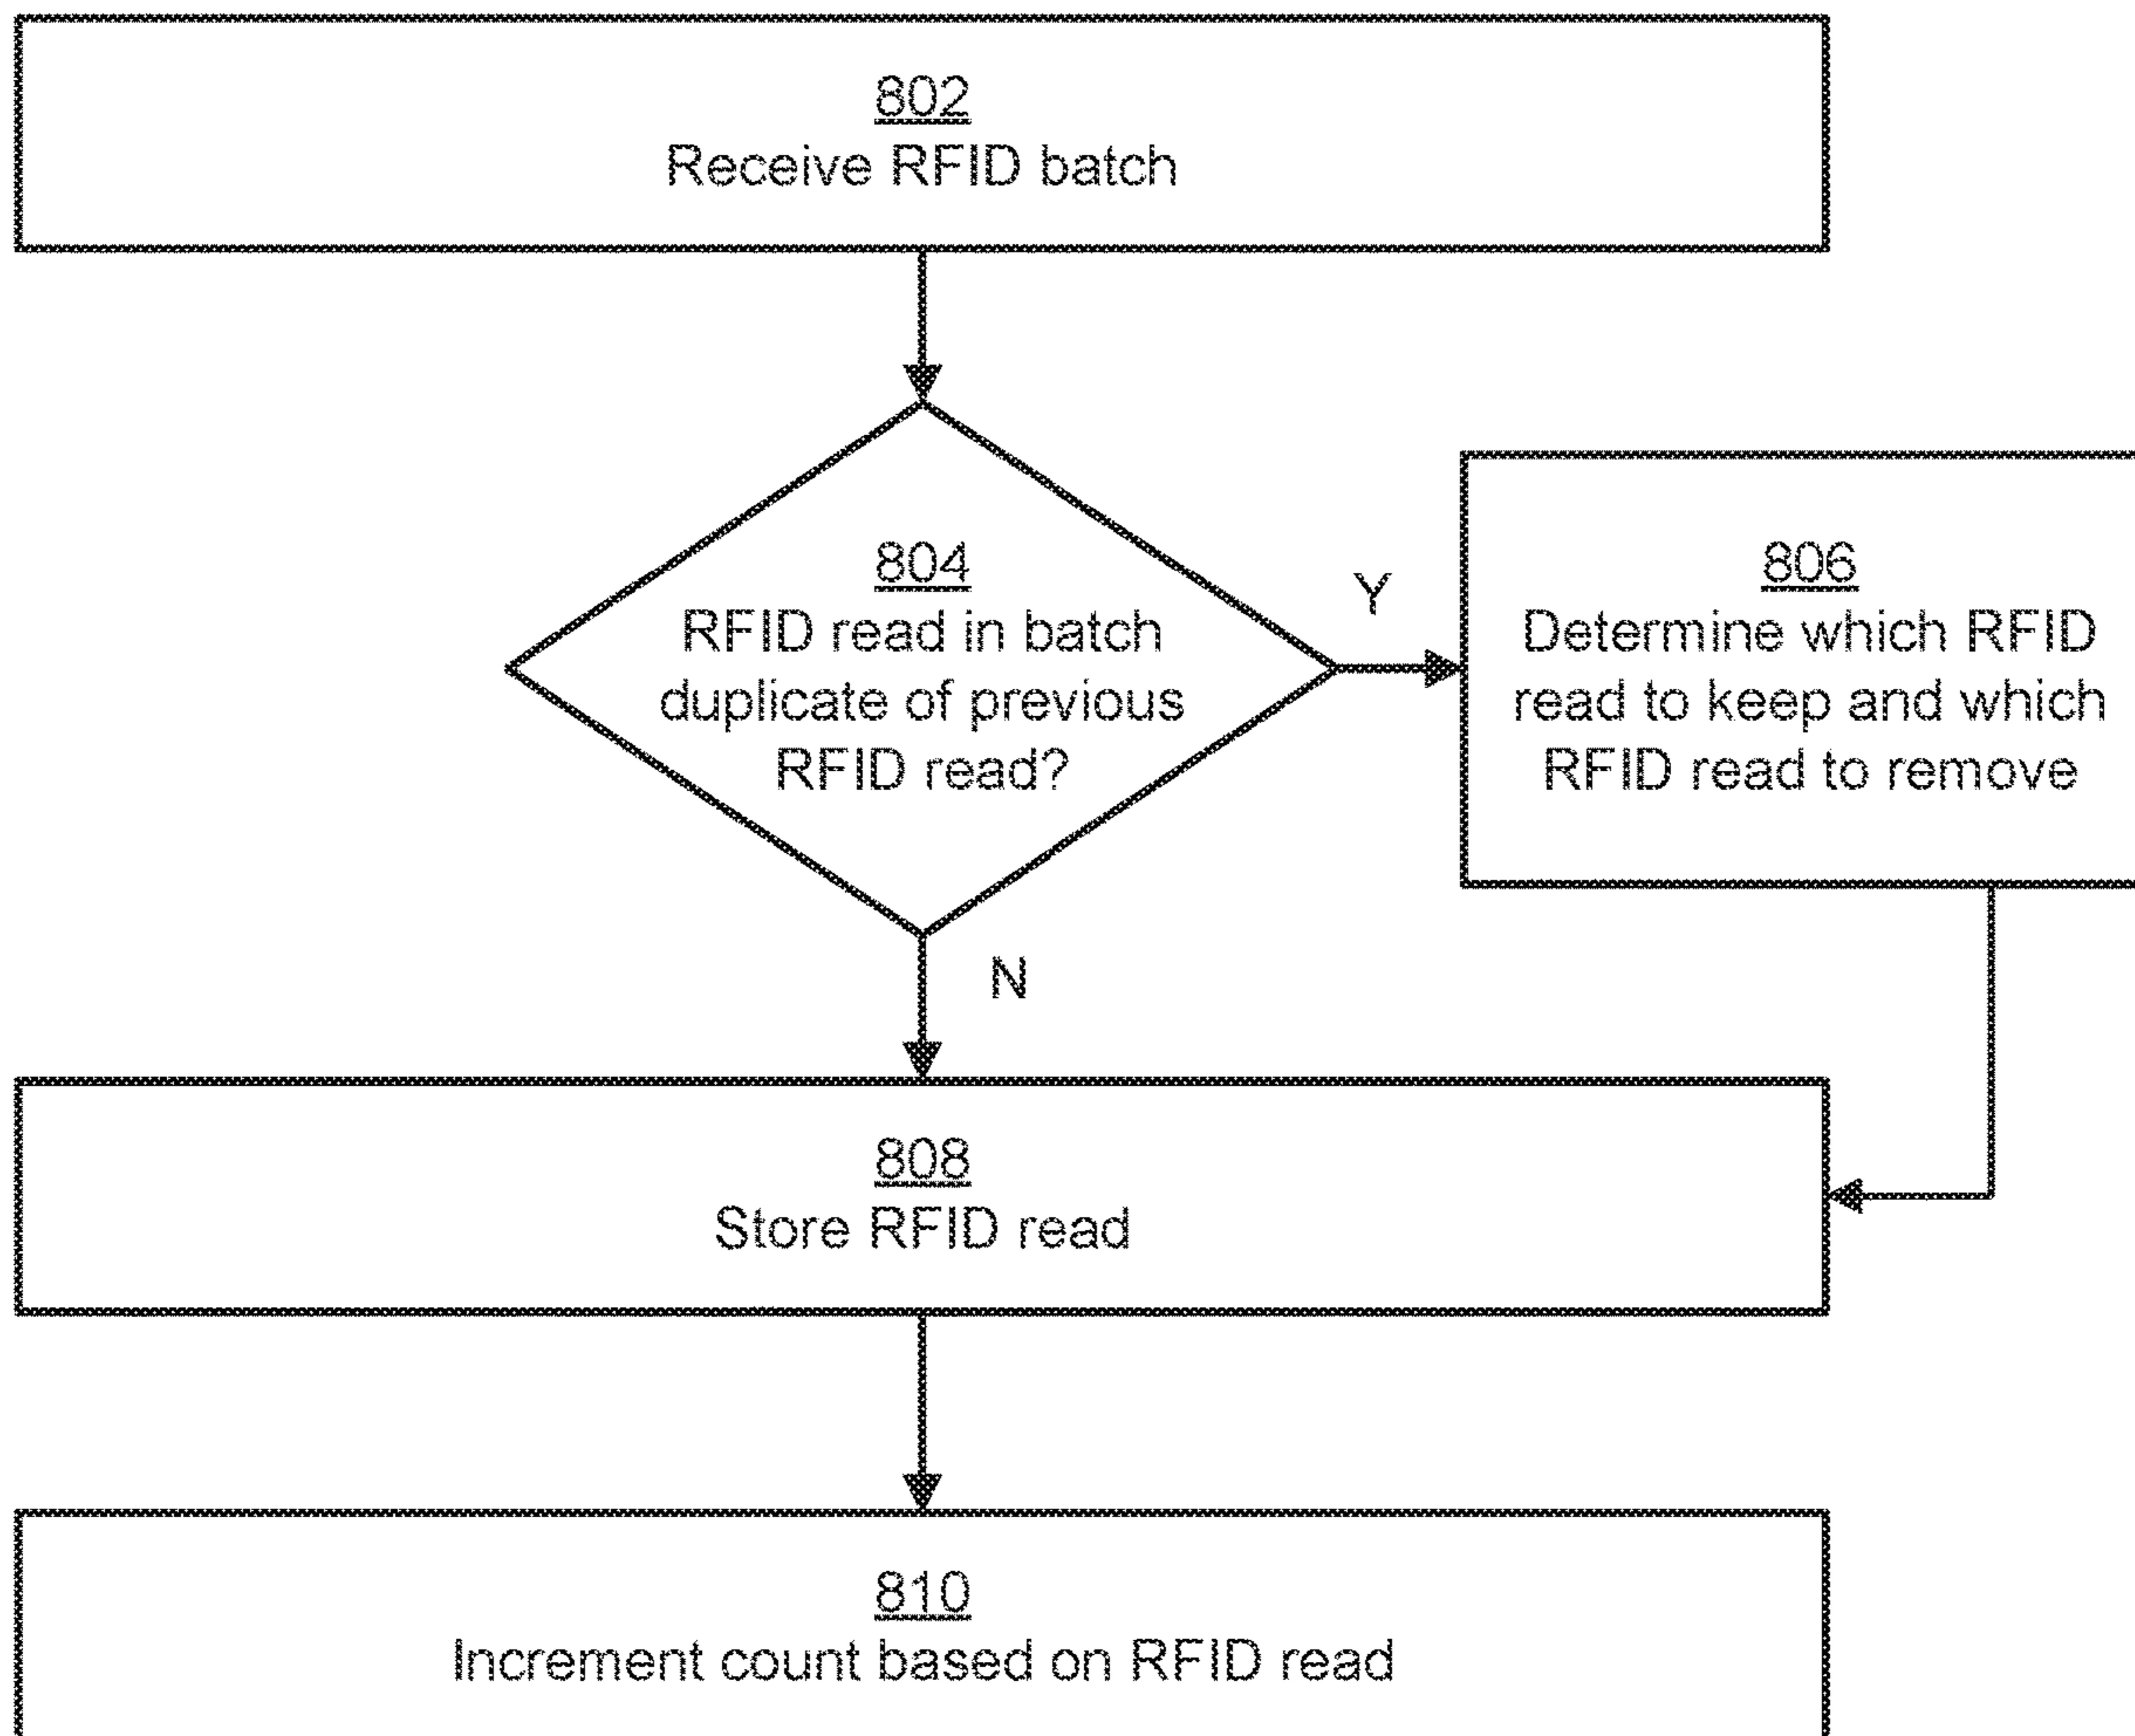 802
Receive RFID batch
804
RFID read in batch
duplicate of previous
RFID read?
Y
806
Determine which RFID
read to keep and which
RFID read to remove
N
808
Store RFID read
810
Increment count based on RFID read